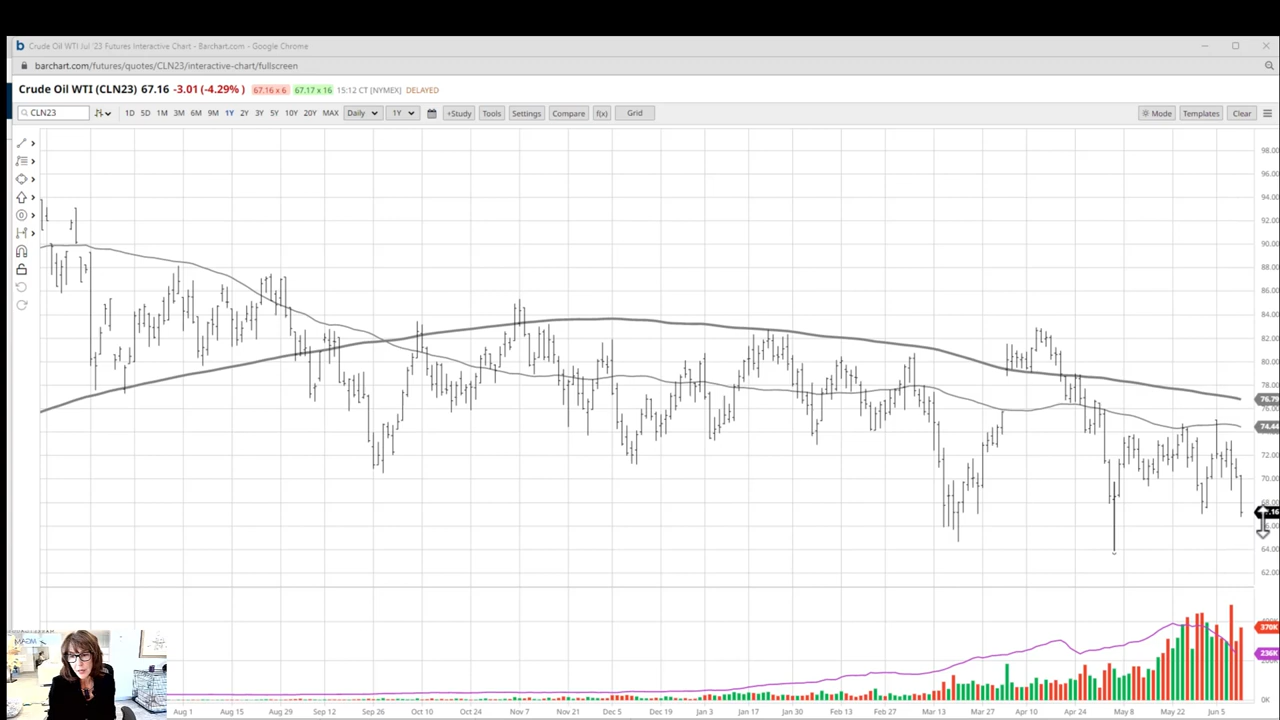 Crude Oil WTI Jul '23 Futures Interactive Chart - Barchart.com - Google Chrome
barchart.com/futures/quotes/CLN23/interactive-chart/fullscreen
Crude Oil WTI (CLN23) 67.16 -3.01 (-4.29%) 67.16 x 6 67.17 x 16 15:12 CT [NYMEX] DELAYED
CLN23 1D 5D 1M 3M 6M 9M 1Y 2Y 3Y 5Y 10Y 20Y MAX Daily 1Y +Study Tools Settings Compare f(x) Grid Mode Templates Clear
98.00
96.00
94.00
92.00
90.00
88.00
86.00
84.00
82.00
80.00
78.00
76.79
76.00
74.44
72.00
70.00
68.00
64.00
62.00
370K
236K
0K
Aug 1 Aug 15 Aug 29 Sep 12 Sep 26 Oct 10 Oct 24 Nov 7 Nov 21 Dec 5 Dec 19 Jan 3 Jan 17 Jan 30 Feb 13 Feb 27 Mar 13 Mar 27 Apr 10 Apr 24 May 8 May 22 Jun 5